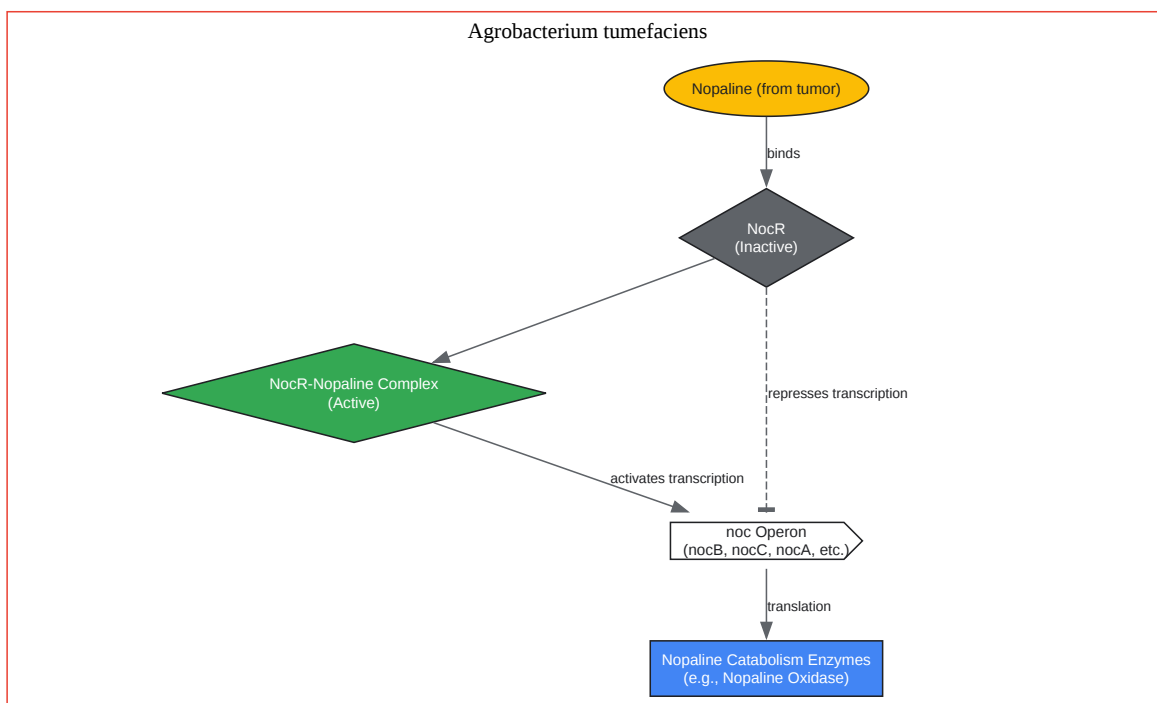 Agrobacterium tumefaciens
Nopaline (from tumor)
binds
NocR
(Inactive)
NocR-Nopaline Complex
(Active)
represses transcription
activates transcription
noc Operon
(nocB, nocC, nocA, etc.)
translation
Nopaline Catabolism Enzymes
(e.g., Nopaline Oxidase)